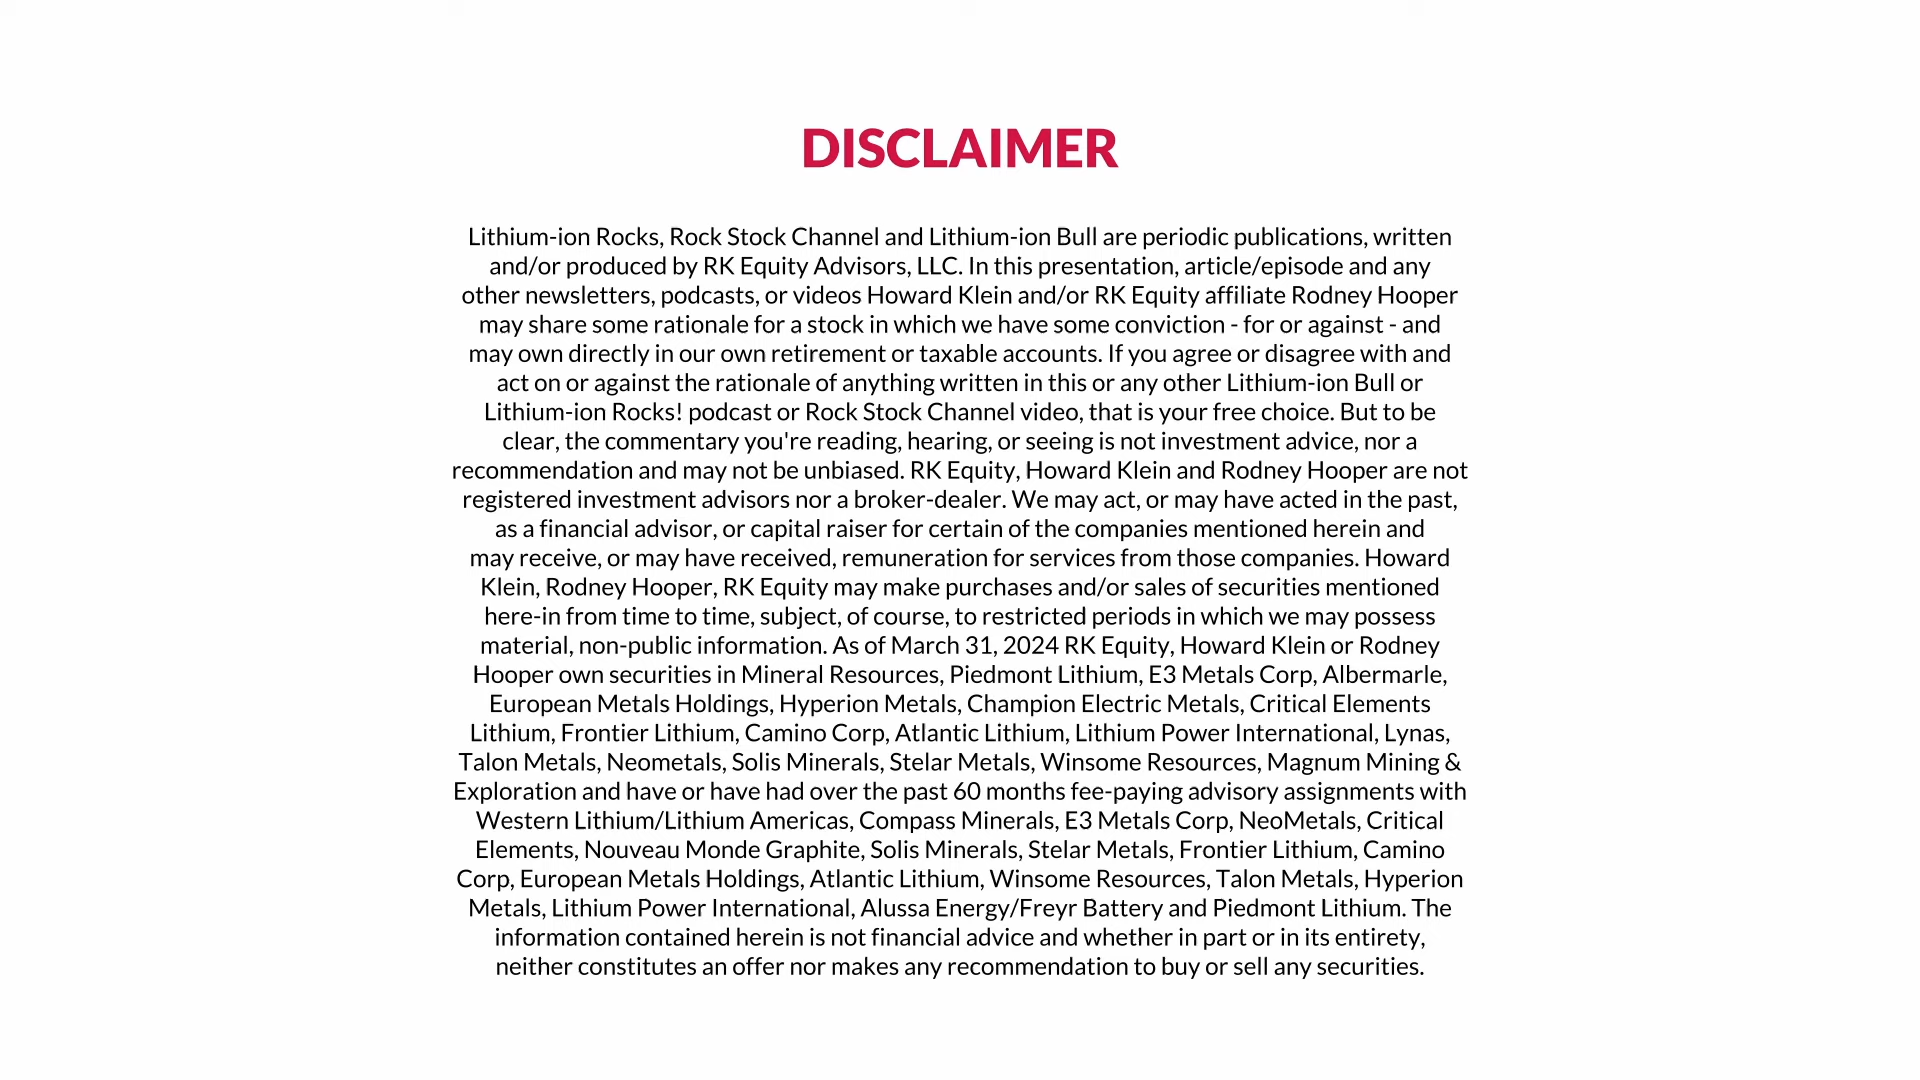 DISCLAIMER
Lithium-ion Rocks, Rock Stock Channel and Lithium-ion Bull are periodic publications, written
and/or produced by RK Equity Advisors, LLC. In this presentation, article/episode and any
other newsletters, podcasts, or videos Howard Klein and/or RK Equity affiliate Rodney Hooper
may share some rationale for a stock in which we have some conviction - for or against - and
may own directly in our own retirement or taxable accounts. If you agree or disagree with and
act on or against the rationale of anything written in this or any other Lithium-ion Bull or
Lithium-ion Rocks! podcast or Rock Stock Channel video, that is your free choice. But to be
clear, the commentary you're reading, hearing, or seeing is not investment advice, nor a
recommendation and may not be unbiased. RK Equity, Howard Klein and Rodney Hooper are not
registered investment advisors nor a broker-dealer. We may act, or may have acted in the past,
as a financial advisor, or capital raiser for certain of the companies mentioned herein and
may receive, or may have received, remuneration for services from those companies. Howard
Klein, Rodney Hooper, RK Equity may make purchases and/or sales of securities mentioned
here-in from time to time, subject, of course, to restricted periods in which we may possess
material, non-public information. As of March 31, 2024 RK Equity, Howard Klein or Rodney
Hooper own securities in Mineral Resources, Piedmont Lithium, E3 Metals Corp, Albermarle,
European Metals Holdings, Hyperion Metals, Champion Electric Metals, Critical Elements
Lithium, Frontier Lithium, Camino Corp, Atlantic Lithium, Lithium Power International, Lynas,
Talon Metals, Neometals, Solis Minerals, Stelar Metals, Winsome Resources, Magnum Mining &
Exploration and have or have had over the past 60 months fee-paying advisory assignments with
Western Lithium/Lithium Americas, Compass Minerals, E3 Metals Corp, NeoMetals, Critical
Elements, Nouveau Monde Graphite, Solis Minerals, Stelar Metals, Frontier Lithium, Camino
Corp, European Metals Holdings, Atlantic Lithium, Winsome Resources, Talon Metals, Hyperion
Metals, Lithium Power International, Alussa Energy/Freyr Battery and Piedmont Lithium. The
information contained herein is not financial advice and whether in part or in its entirety,
neither constitutes an offer nor makes any recommendation to buy or sell any securities.